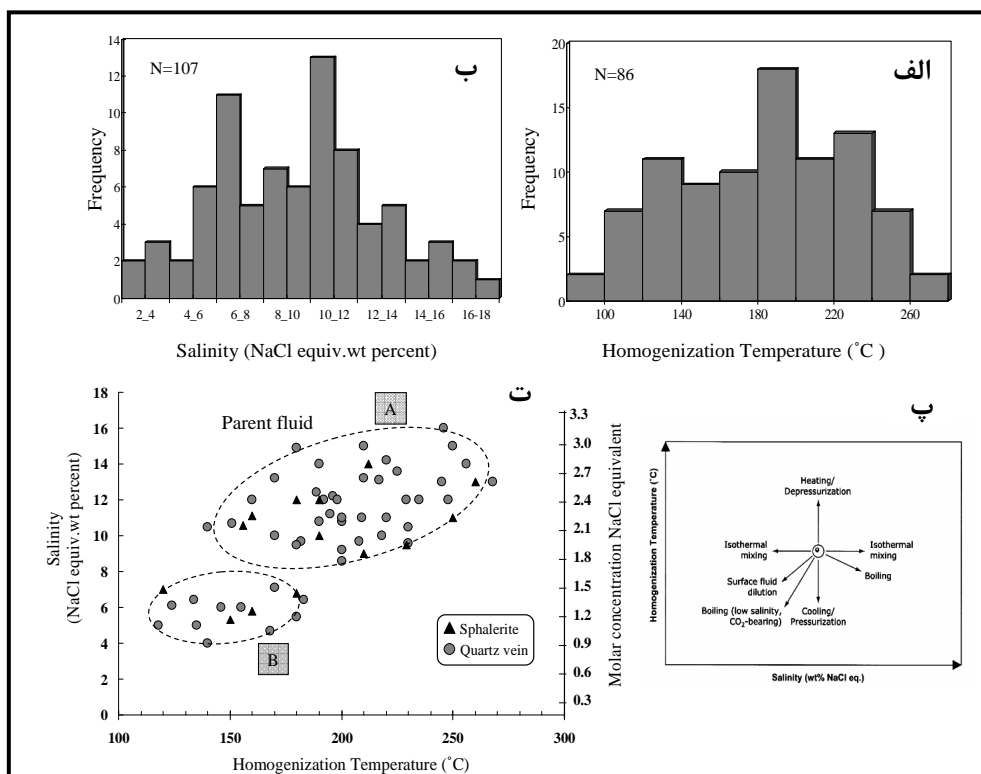 ب
N=107
Frequency
14
12
10
8
6
4
2
0
2_4 4_6 6_8 8_10 10_12 12_14 14_16 16-18
Salinity (NaCl equiv.wt percent)
الف
N=86
Frequency
20
15
10
5
0
100 140 180 220 260
Homogenization Temperature (˚C )
ت
Parent fluid
A
B
Salinity
(NaCl equiv.wt percent)
18
16
14
12
10
8
6
4
2
0
100 150 200 250 300
Homogenization Temperature (˚C)
3.3
3.0
2.7
2.4
2.1
1.8
1.5
1.2
0.9
0.6
0.3
Molar concentration NaCl equivalent
Sphalerite
Quartz vein
پ
Homogenization Temperature (˚C)
Heating/
Depressurization
Isothermal
mixing
Isothermal
mixing
Boiling
Surface fluid
dilution
Boiling (low salinity,
CO₂-bearing)
Cooling/
Pressurization
Salinity (wt% NaCl eq.)